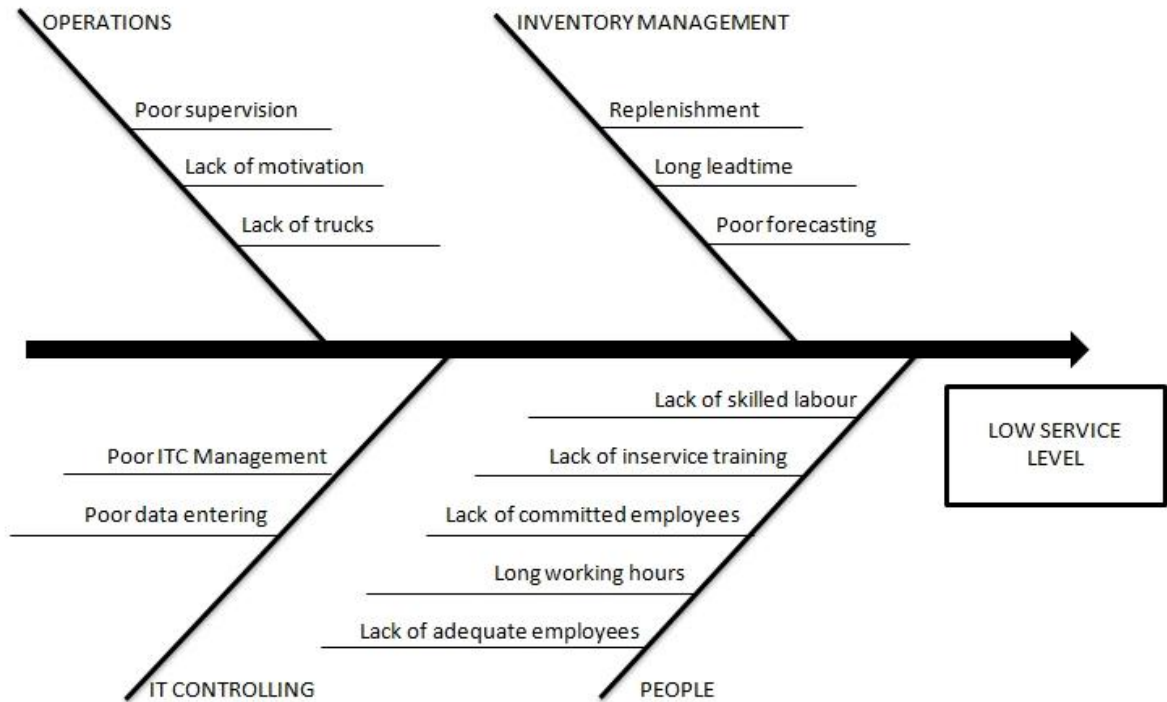 OPERATIONS
INVENTORY MANAGEMENT
Poor supervision
Lack of motivation
Lack of trucks
Replenishment
Long leadtime
Poor forecasting
Poor ITC Management
Poor data entering
IT CONTROLLING
Lack of skilled labour
Lack of inservice training
Lack of committed employees
Long working hours
Lack of adequate employees
PEOPLE
LOW SERVICE
LEVEL